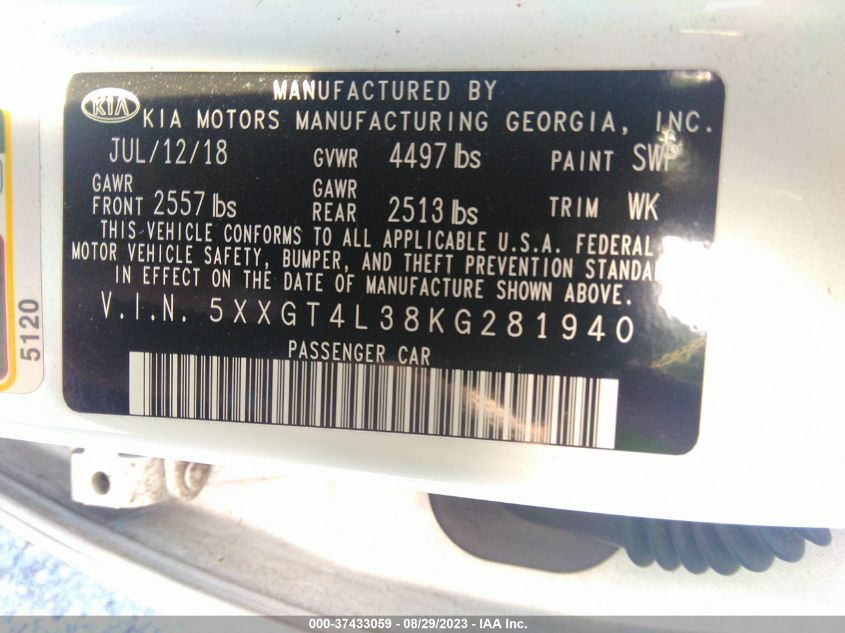 MANUFACTURED BY
KIA KIA MOTORS MANUFACTURING GEORGIA, INC.
JUL/12/18 GVWR 4497 lbs PAINT SWP
GAWR FRONT 2557 lbs GAWR REAR 2513 lbs TRIM WK
THIS VEHICLE CONFORMS TO ALL APPLICABLE U.S.A. FEDERAL
MOTOR VEHICLE SAFETY, BUMPER, AND THEFT PREVENTION STANDA
IN EFFECT ON THE DATE OF MANUFACTURE SHOWN ABOVE.
V.I.N. 5XXGT4L38KG281940
PASSENGER CAR
5120
000-37433059 - 08/29/2023 - IAA Inc.